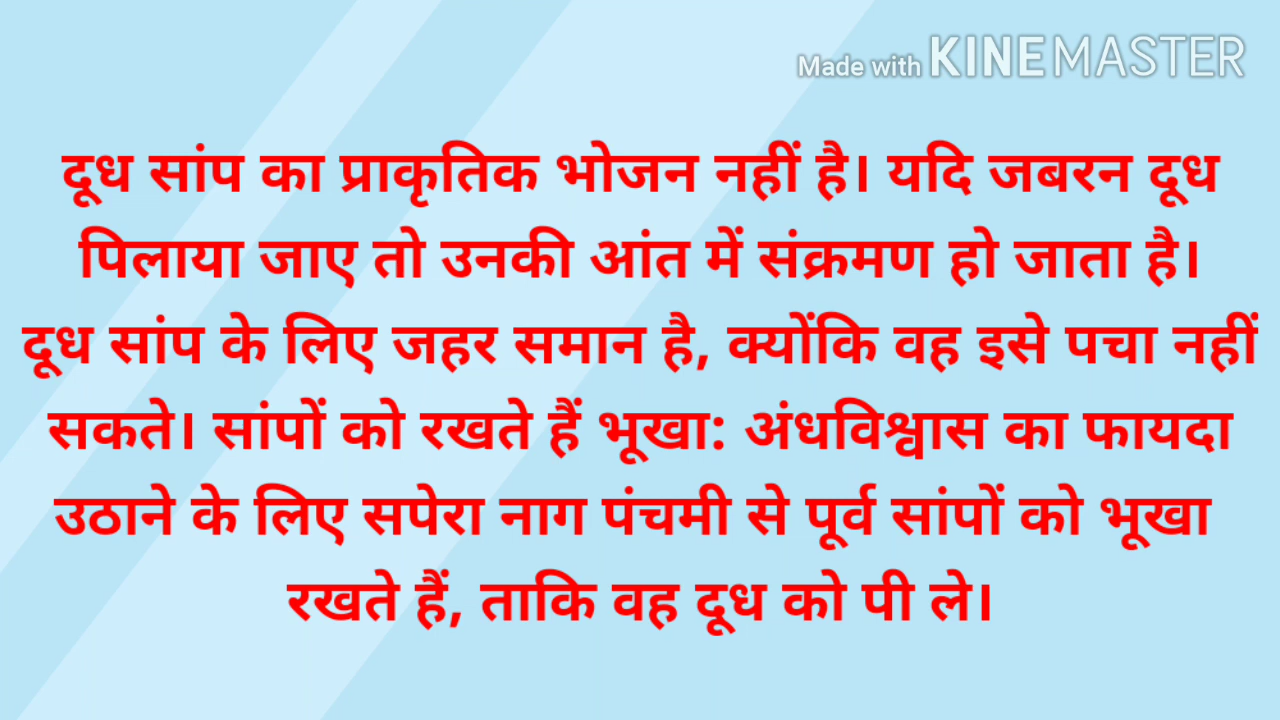 Made with KINEMASTER
दूध सांप का प्राकृतिक भोजन नहीं है। यदि जबरन दूध
पिलाया जाए तो उनकी आंत में संक्रमण हो जाता है।
दूध सांप के लिए जहर समान है, क्योंकि वह इसे पचा नहीं
सकते। सांपों को रखते हैं भूखा: अंधविश्वास का फायदा
उठाने के लिए सपेरा नाग पंचमी से पूर्व सांपों को भूखा
रखते हैं, ताकि वह दूध को पी ले।